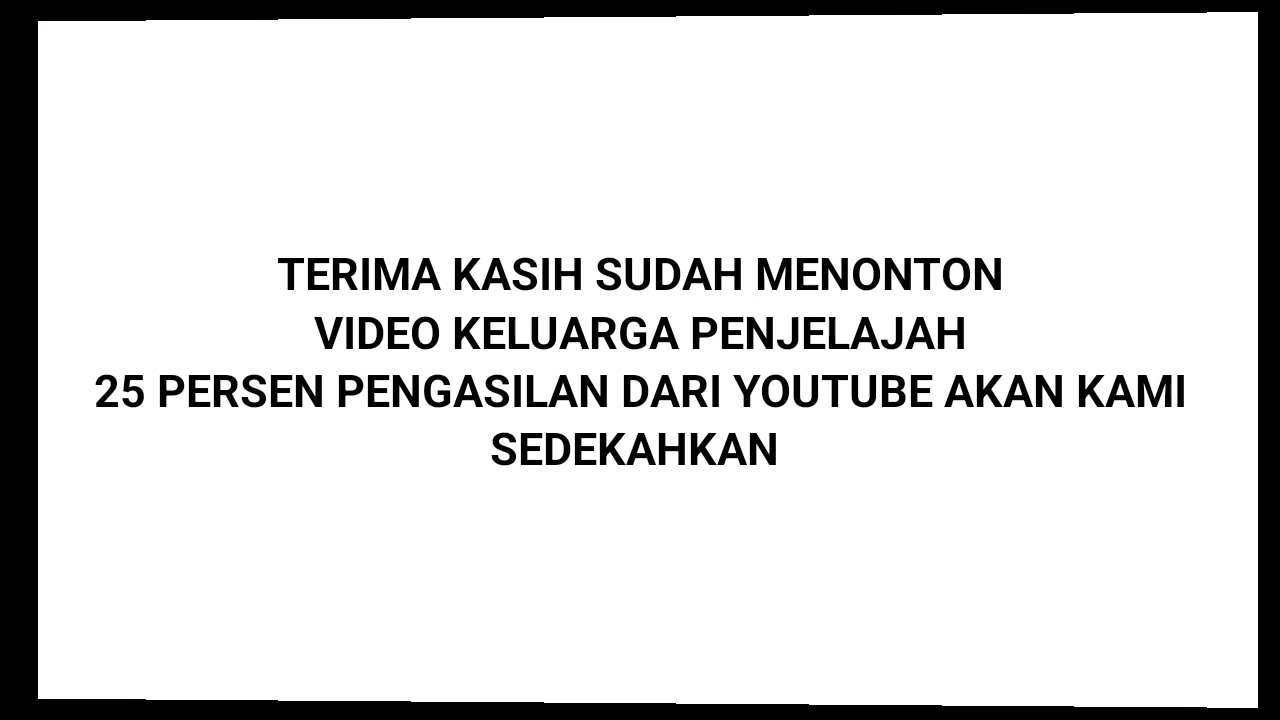 TERIMA KASIH SUDAH MENONTON
VIDEO KELUARGA PENJELAJAH
25 PERSEN PENGASILAN DARI YOUTUBE AKAN KAMI
SEDEKAHKAN